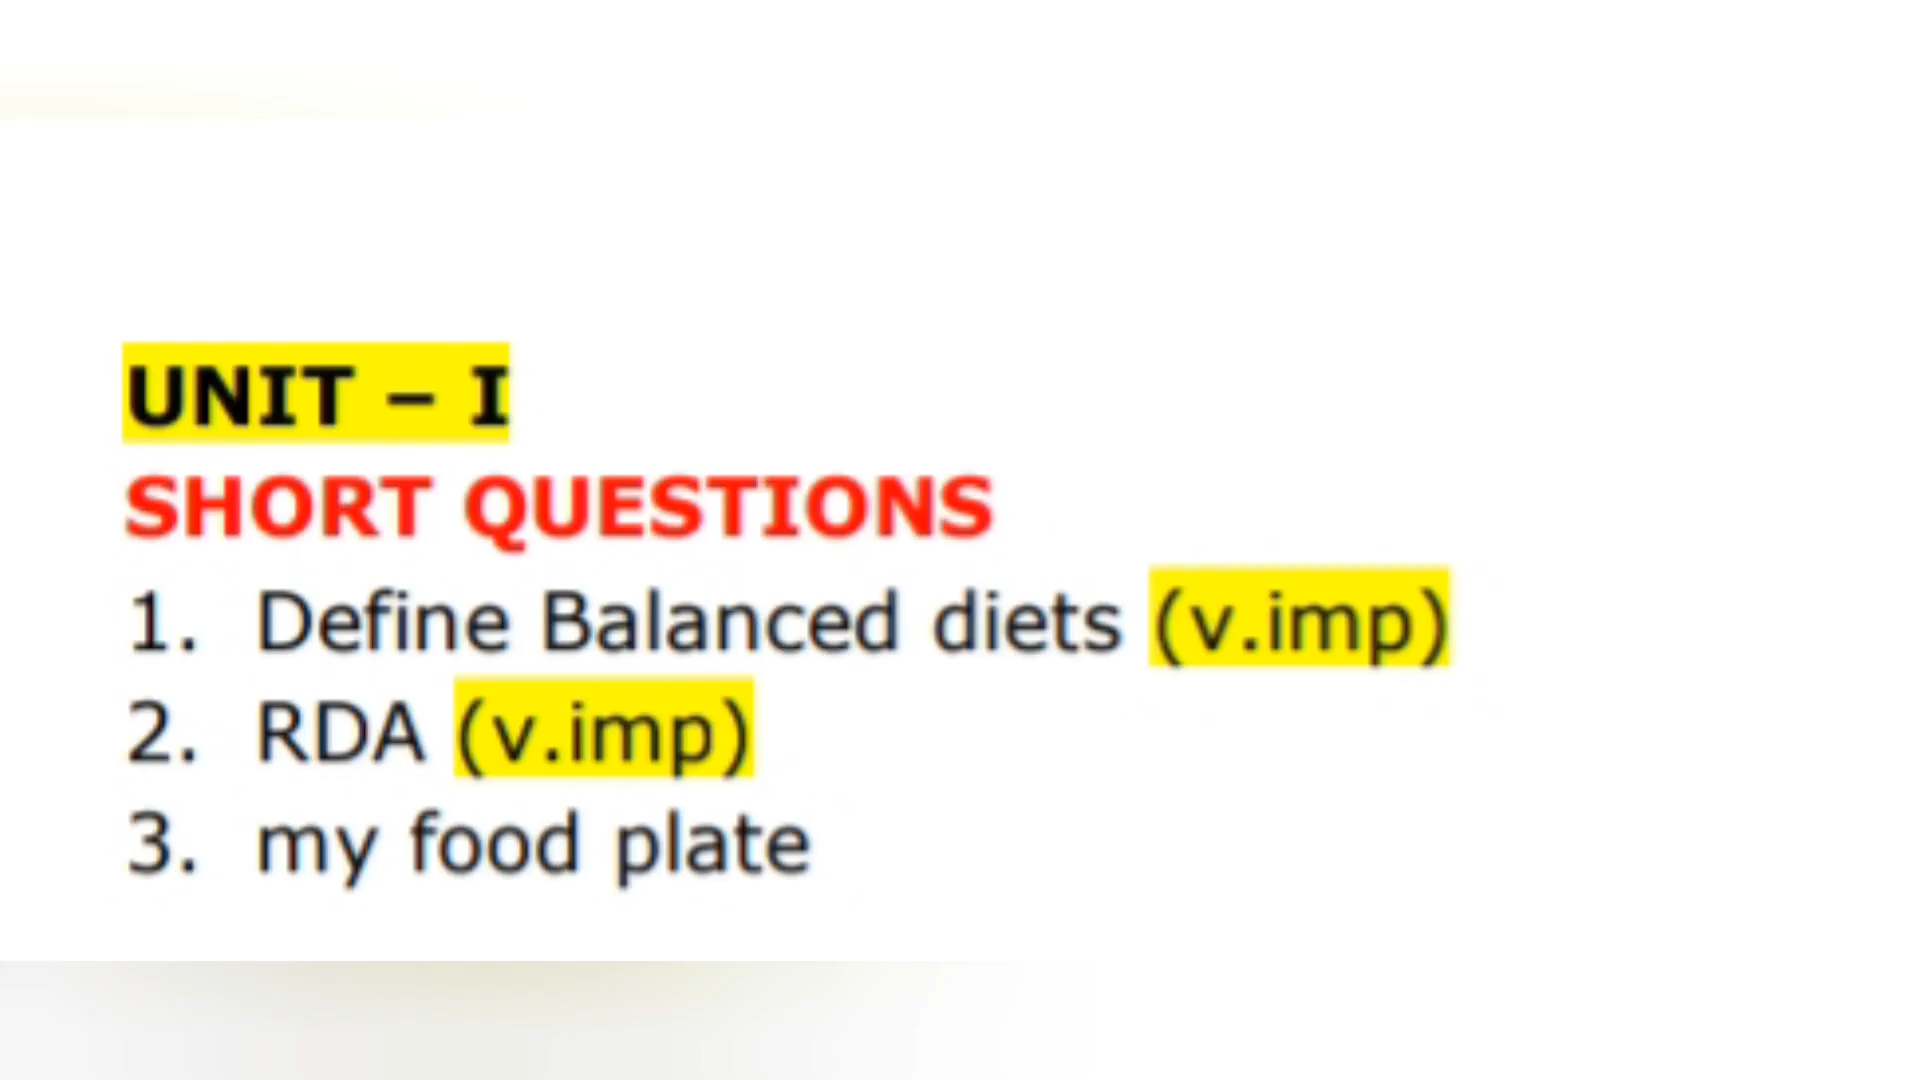 UNIT – I
SHORT QUESTIONS
1. Define Balanced diets (v.imp)
2. RDA (v.imp)
3. my food plate